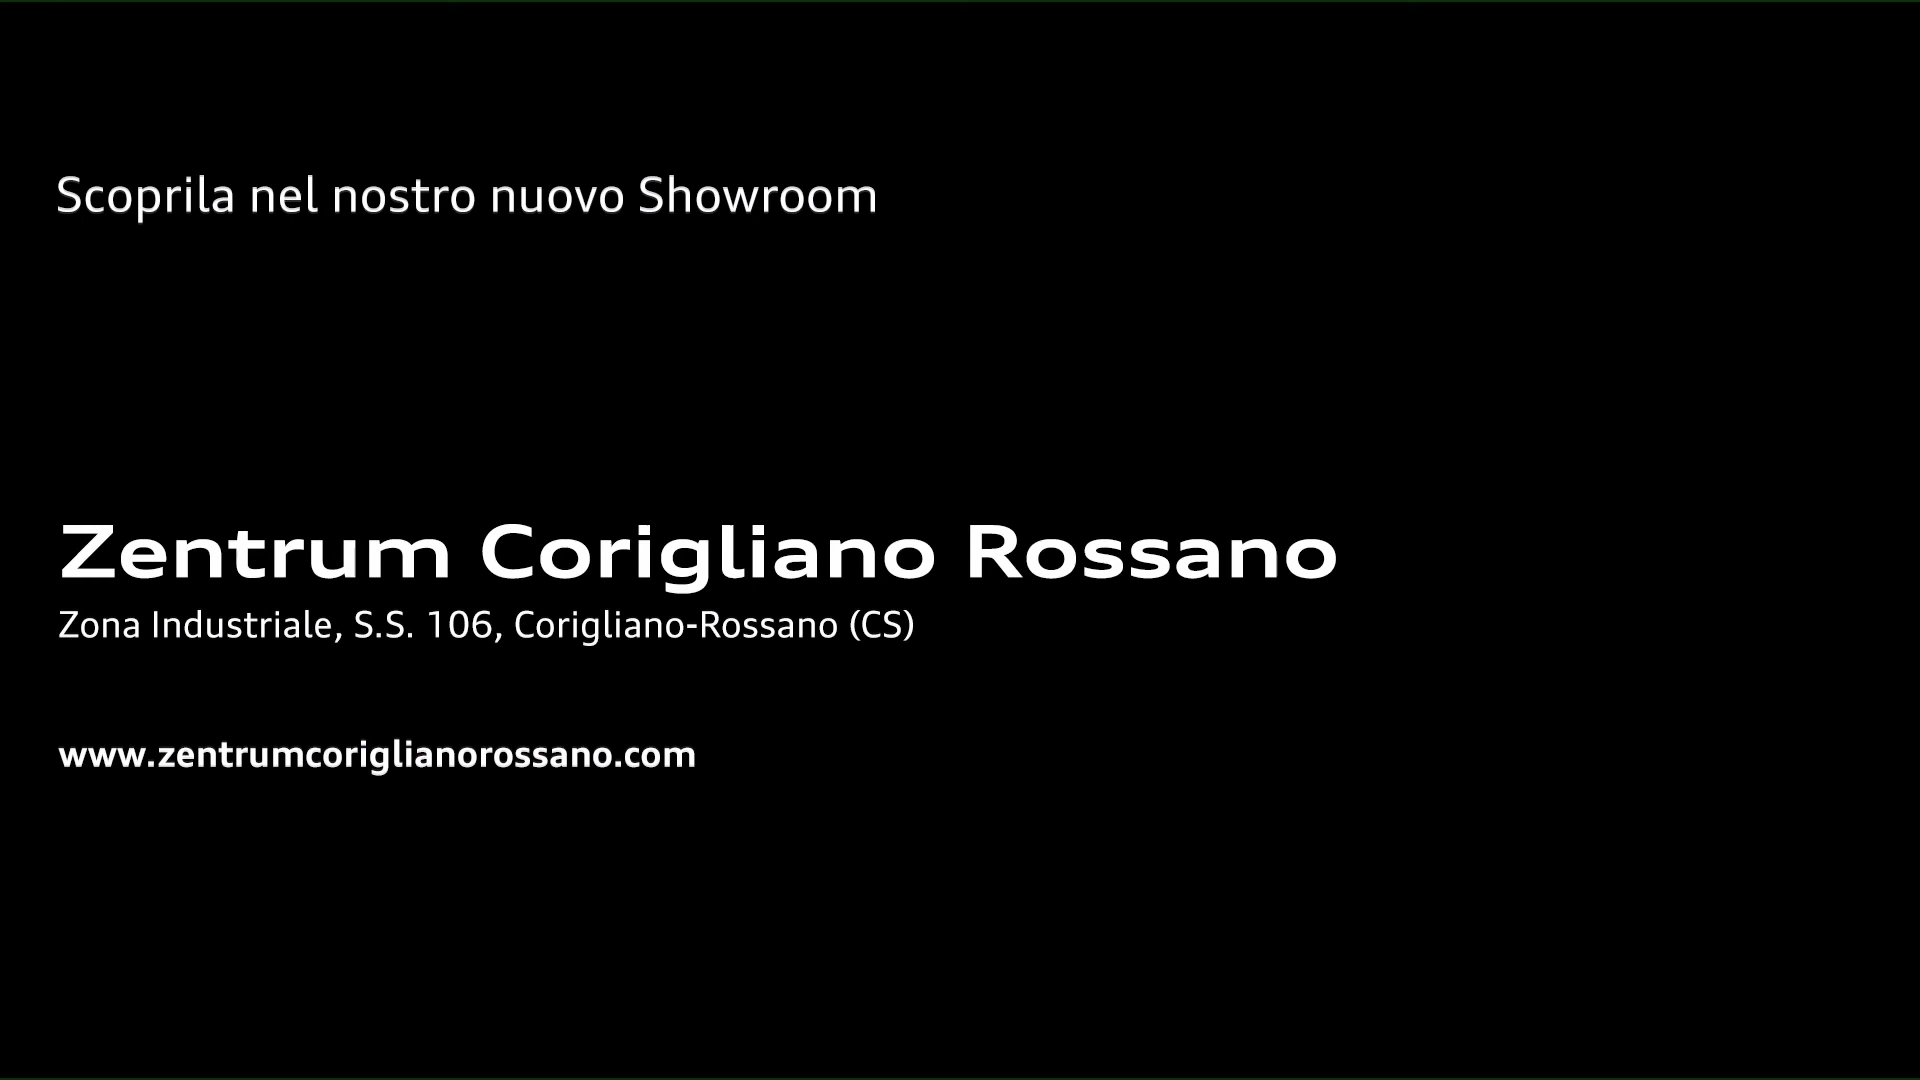 Scoprila nel nostro nuovo Showroom
Zentrum Corigliano Rossano
Zona Industriale, S.S. 106, Corigliano-Rossano (CS)
www.zentrumcoriglianorossano.com